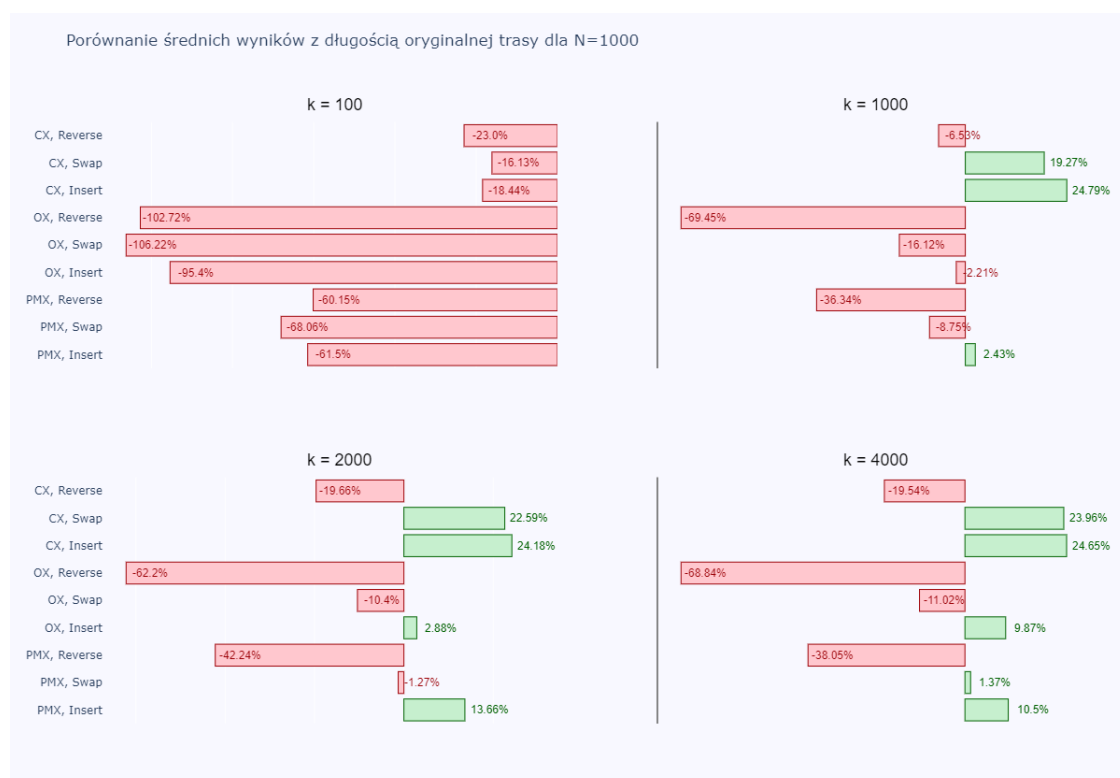 Porównanie średnich wyników z długością oryginalnej trasy dla N=1000
k = 100
CX, Reverse -23.0%
CX, Swap -16.13%
CX, Insert -18.44%
OX, Reverse -102.72%
OX, Swap -106.22%
OX, Insert -95.4%
PMX, Reverse -60.15%
PMX, Swap -68.06%
PMX, Insert -61.5%
k = 1000
-6.53%
19.27%
24.79%
-69.45%
-16.12%
-2.21%
-36.34%
-8.75%
2.43%
k = 2000
CX, Reverse -19.66%
CX, Swap 22.59%
CX, Insert 24.18%
OX, Reverse -62.2%
OX, Swap -10.4%
OX, Insert 2.88%
PMX, Reverse -42.24%
PMX, Swap -1.27%
PMX, Insert 13.66%
k = 4000
-19.54%
23.96%
24.65%
-68.84%
-11.02%
9.87%
-38.05%
1.37%
10.5%